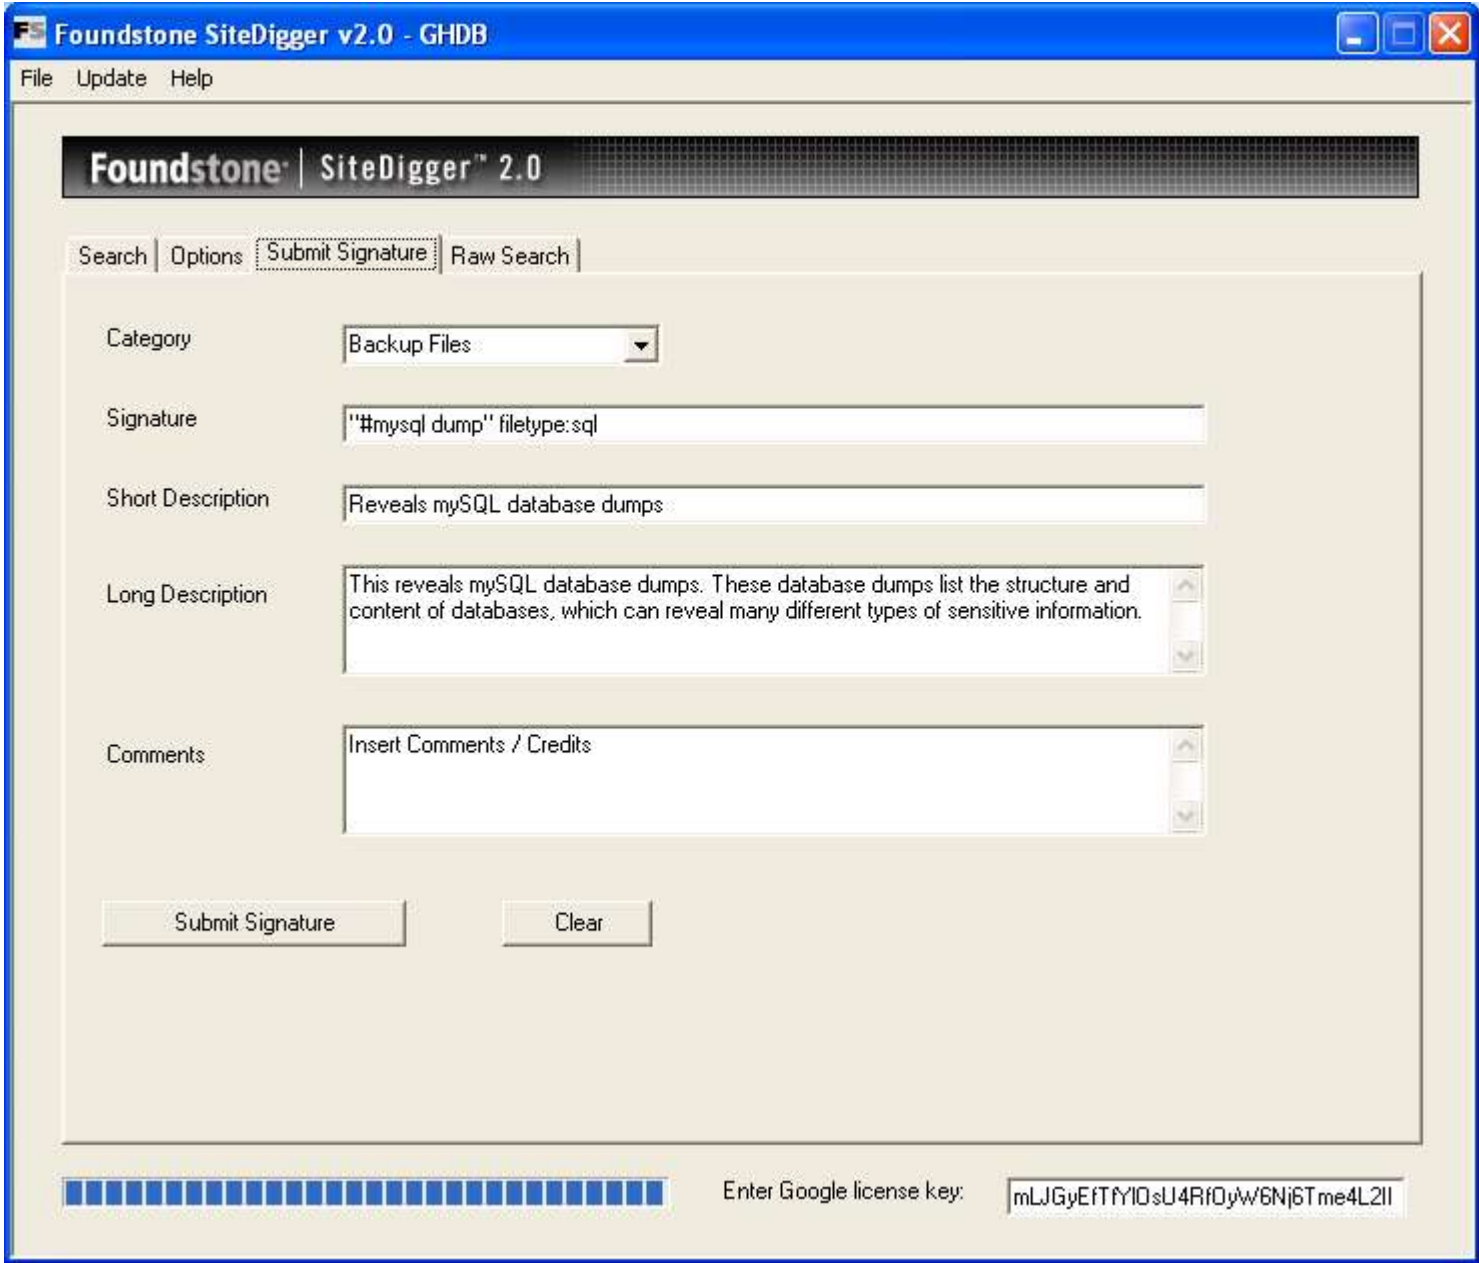 FS Foundstone SiteDigger v2.0 - GHDB
File Update Help
Foundstone SiteDigger™ 2.0
Search Options Submit Signature Raw Search
Category Backup Files
Signature "#mysql dump" filetype:sql
Short Description Reveals mySQL database dumps
Long Description This reveals mySQL database dumps. These database dumps list the structure and
content of databases, which can reveal many different types of sensitive information.
Comments Insert Comments / Credits
Submit Signature Clear
Enter Google license key: